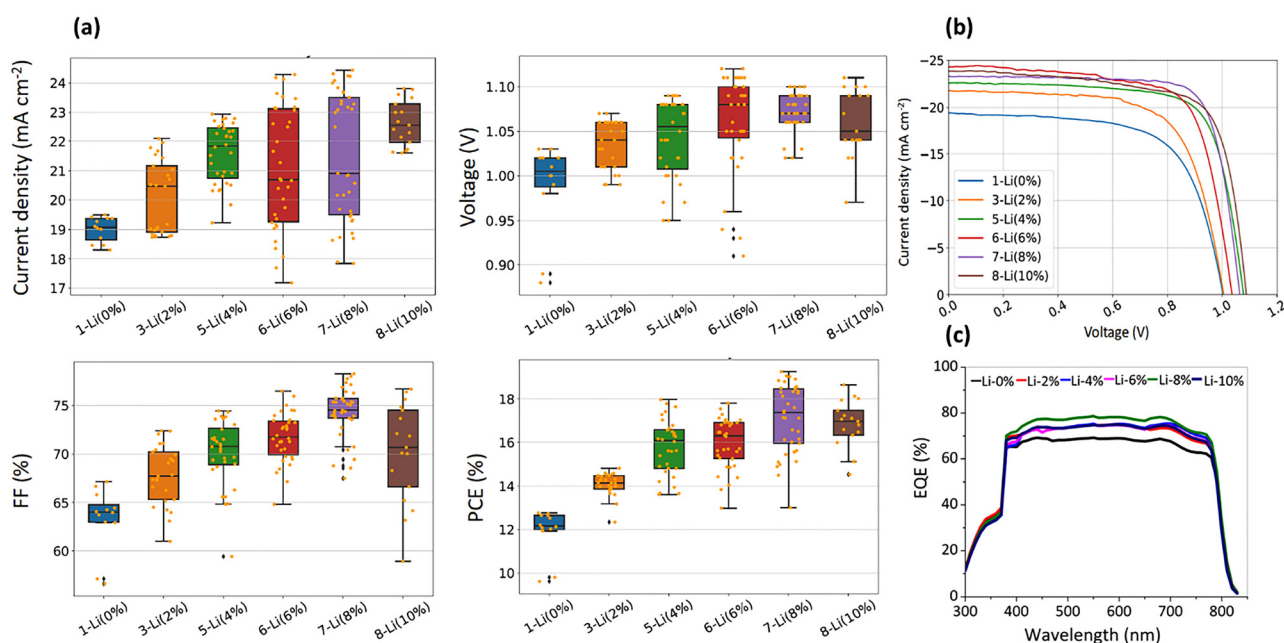 (a)
Current density (mA cm⁻²)
24
23
22
21
20
19
18
17
1-Li(0%)
3-Li(2%)
5-Li(4%)
6-Li(6%)
7-Li(8%)
8-Li(10%)
Voltage (V)
1.10
1.05
1.00
0.95
0.90
1-Li(0%)
3-Li(2%)
5-Li(4%)
6-Li(6%)
7-Li(8%)
8-Li(10%)
(b)
Current density (mA cm⁻²)
−25
−20
−15
−10
−5
0
1-Li(0%)
3-Li(2%)
5-Li(4%)
6-Li(6%)
7-Li(8%)
8-Li(10%)
0.0 0.2 0.4 0.6 0.8 1.0 1.2
Voltage (V)
FF (%)
75
70
65
60
1-Li(0%)
3-Li(2%)
5-Li(4%)
6-Li(6%)
7-Li(8%)
8-Li(10%)
PCE (%)
18
16
14
12
10
1-Li(0%)
3-Li(2%)
5-Li(4%)
6-Li(6%)
7-Li(8%)
8-Li(10%)
(c)
EQE (%)
100
80
60
40
20
0
Li-0% Li-2% Li-4% Li-6% Li-8% Li-10%
300 400 500 600 700 800
Wavelength (nm)